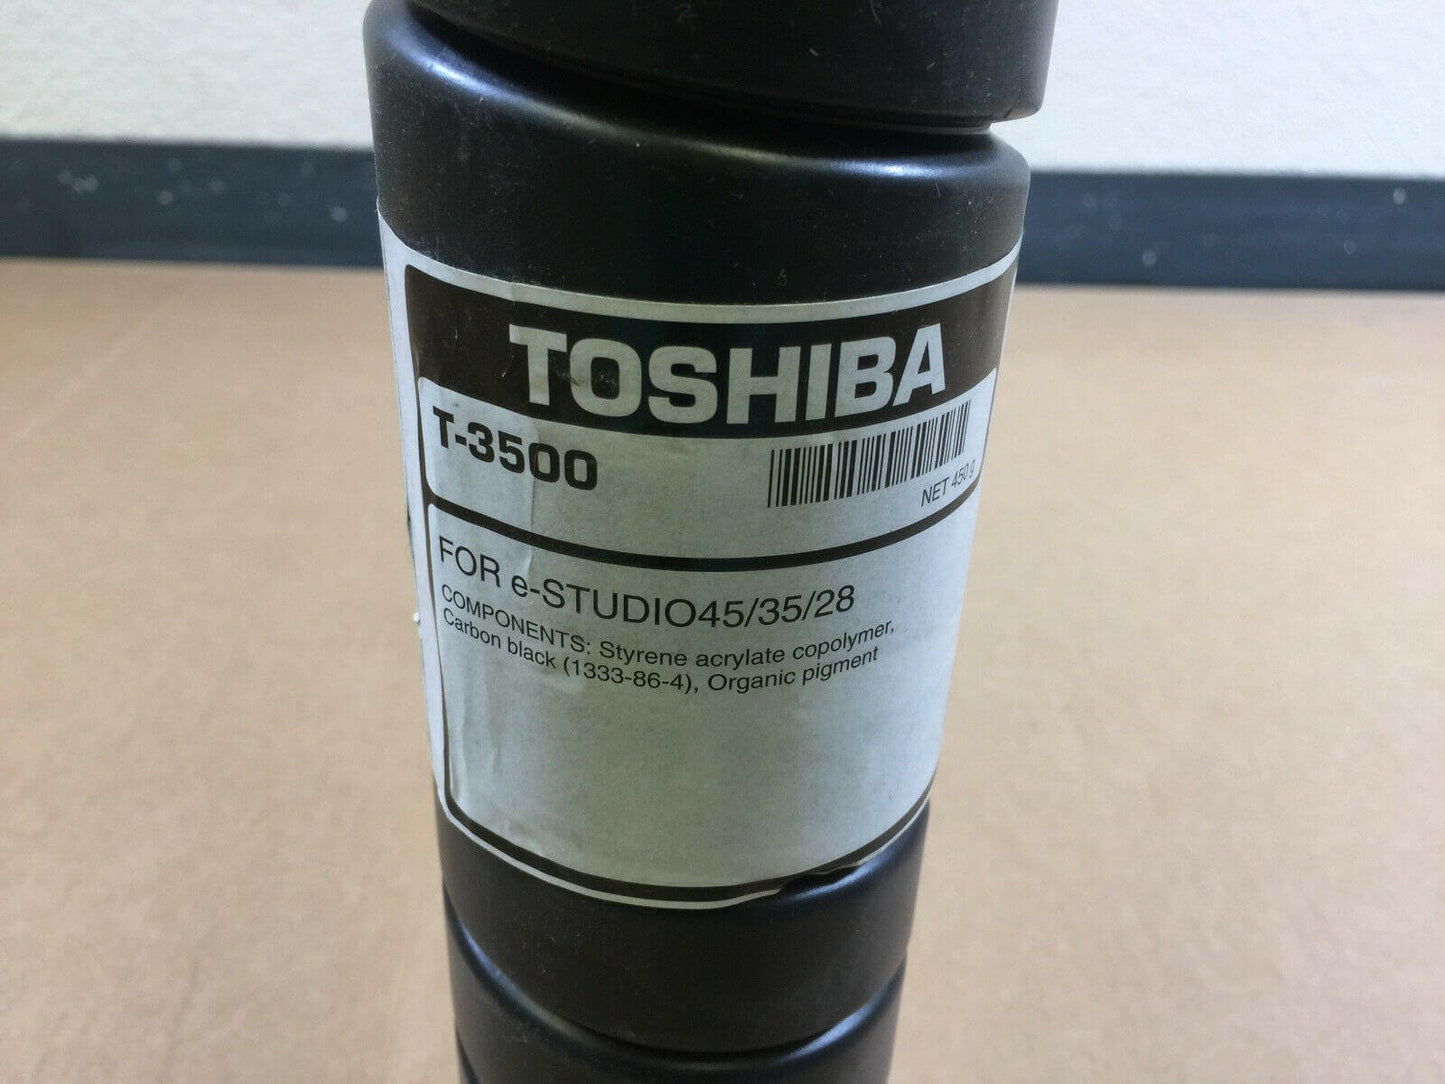 TOSHIBA
T-3500
NET 450 g
FOR e-STUDIO45/35/28
COMPONENTS: Styrene acrylate copolymer,
Carbon black (1333-86-4), Organic pigment